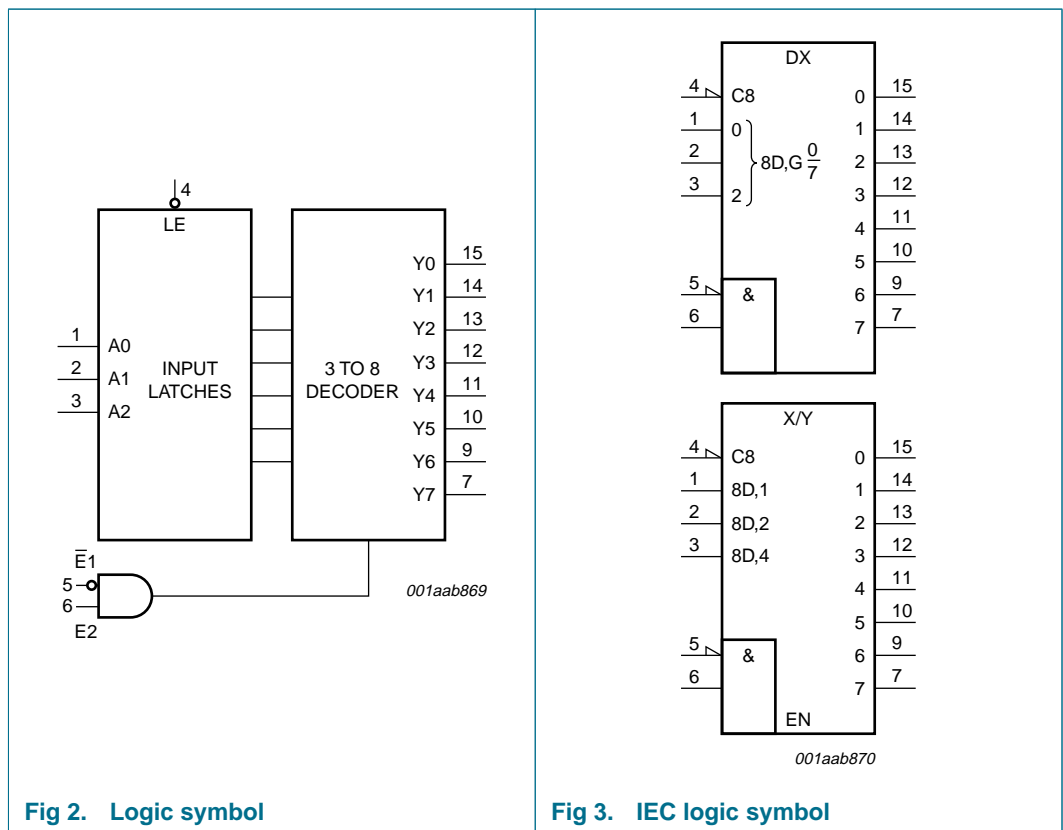 4
LE
1 A0
2 A1
3 A2
INPUT
LATCHES
3 TO 8
DECODER
Y0 15
Y1 14
Y2 13
Y3 12
Y4 11
Y5 10
Y6 9
Y7 7
E̅1
5
6
E2
001aab869
Fig 2. Logic symbol
DX
4 C8
1 0
2
3 2
8D,G 0/7
5 &
6
0 15
1 14
2 13
3 12
4 11
5 10
6 9
7 7
X/Y
4 C8
1 8D,1
2 8D,2
3 8D,4
5 &
6
EN
0 15
1 14
2 13
3 12
4 11
5 10
6 9
7 7
001aab870
Fig 3. IEC logic symbol